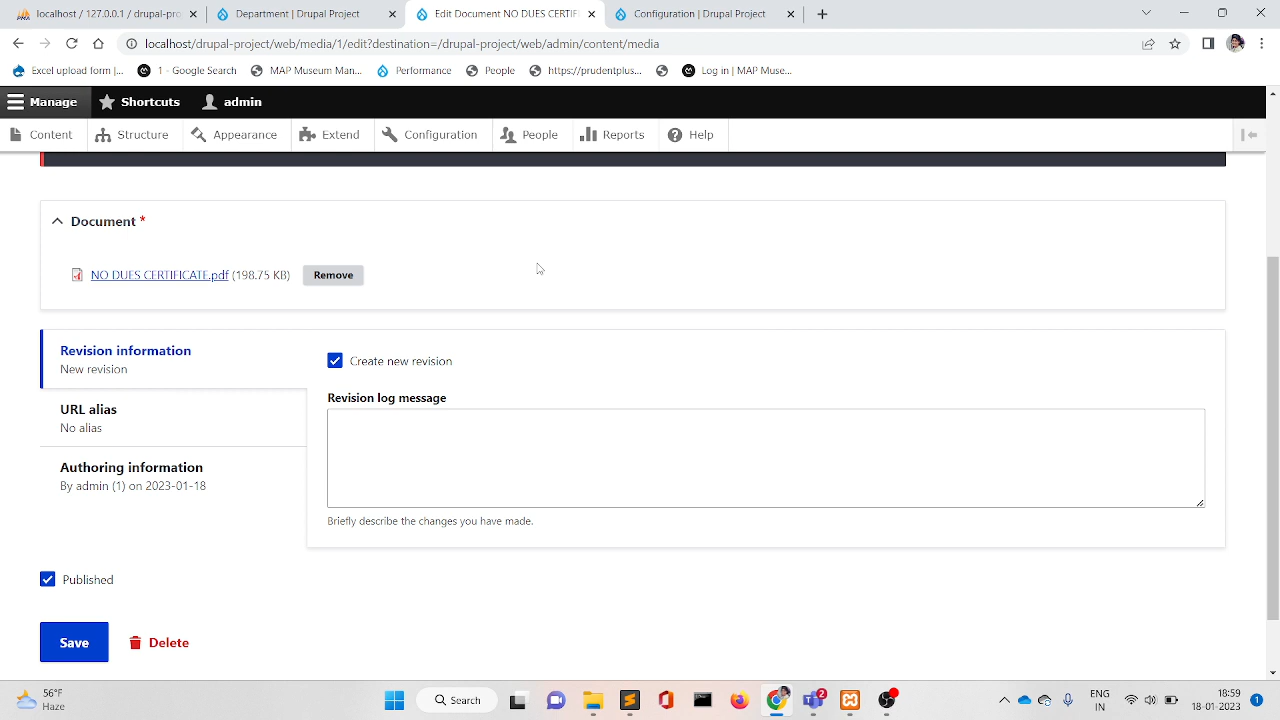 localhost / 127.0.0.1 / drupal-pro
Department | Drupal Project
Edit Document NO DUES CERTIF
Configuration | Drupal Project
localhost/drupal-project/web/media/1/edit?destination=/drupal-project/web/admin/content/media
Excel upload form |...
1 - Google Search
MAP Museum Man...
Performance
People
https://prudentplus...
Log in | MAP Muse...
Manage
Shortcuts
admin
Content
Structure
Appearance
Extend
Configuration
People
Reports
Help
Document *
NO DUES CERTIFICATE.pdf (198.75 KB)
Remove
Revision information
New revision
Create new revision
Revision log message
URL alias
No alias
Authoring information
By admin (1) on 2023-01-18
Briefly describe the changes you have made.
Published
Save
Delete
56°F
Haze
Search
2
ENG
IN
18:59
18-01-2023
1